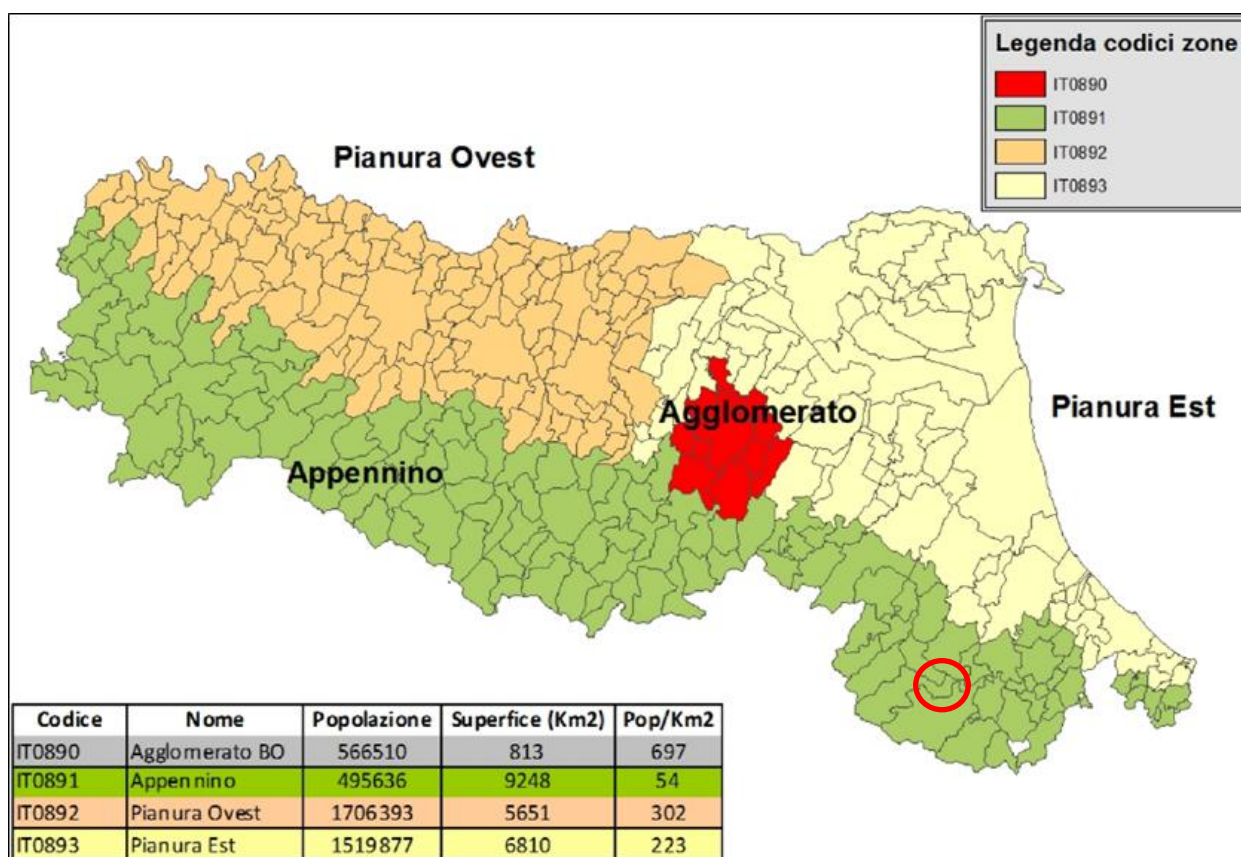 Legenda codici zone
IT0890
IT0891
IT0892
IT0893
Pianura Ovest
Agglomerato
Pianura Est
Appennino
Codice Nome Popolazione Superfice (Km2) Pop/Km2
IT0890 Agglomerato BO 566510 813 697
IT0891 Appennino 495636 9248 54
IT0892 Pianura Ovest 1706393 5651 302
IT0893 Pianura Est 1519877 6810 223